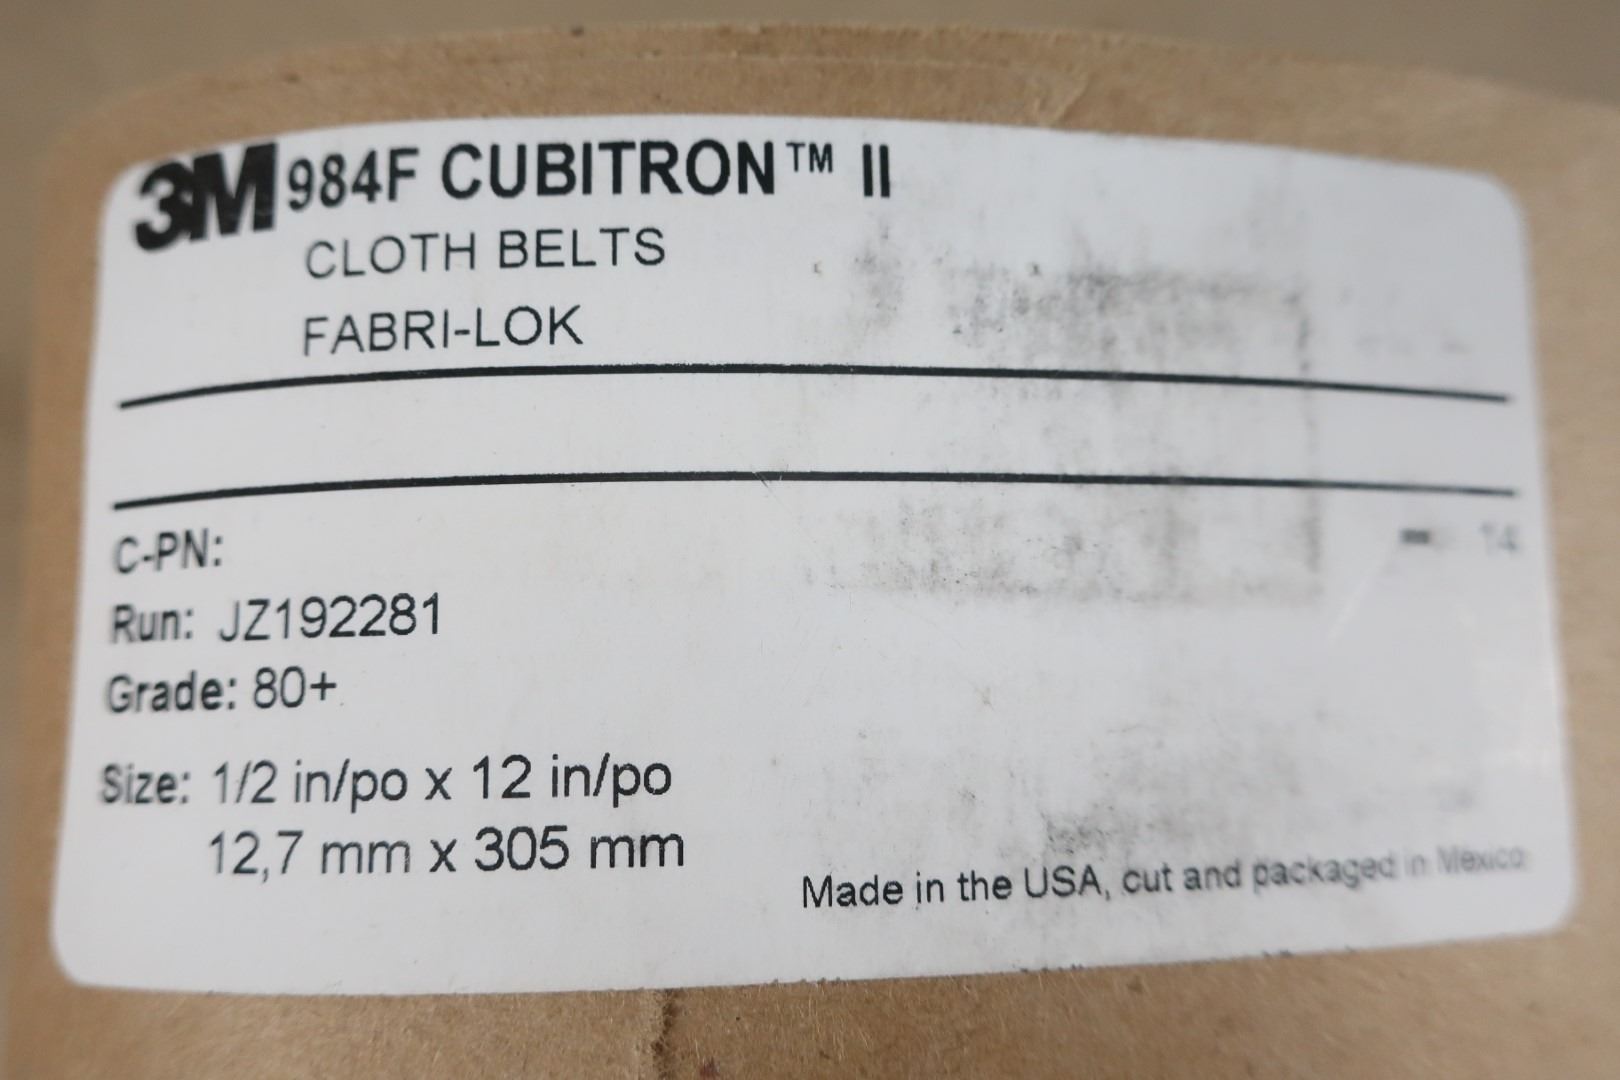 3M 984F CUBITRON™ II
CLOTH BELTS
FABRI-LOK
C-PN:
14
Run: JZ192281
Grade: 80+
Size: 1/2 in/po x 12 in/po
12,7 mm x 305 mm
Made in the USA, cut and packaged in Mexico